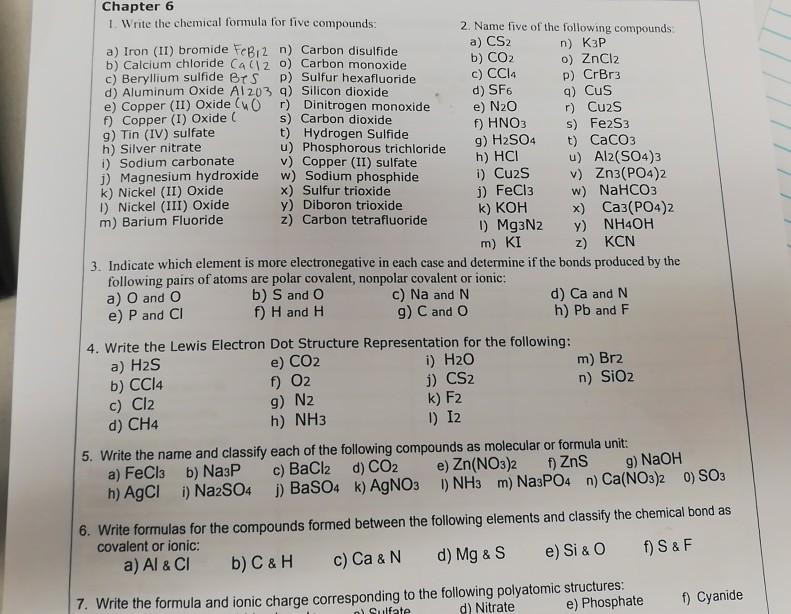 Chapter 6
1. Write the chemical formula for five compounds:
a) Iron (II) bromide FeBr2 n) Carbon disulfide
b) Calcium chloride CaCl2 o) Carbon monoxide
c) Beryllium sulfide BeS p) Sulfur hexafluoride
d) Aluminum Oxide Al2O3 q) Silicon dioxide
e) Copper (II) Oxide CuO r) Dinitrogen monoxide
f) Copper (I) Oxide C s) Carbon dioxide
g) Tin (IV) sulfate t) Hydrogen Sulfide
h) Silver nitrate u) Phosphorous trichloride
i) Sodium carbonate v) Copper (II) sulfate
j) Magnesium hydroxide w) Sodium phosphide
k) Nickel (II) Oxide x) Sulfur trioxide
l) Nickel (III) Oxide y) Diboron trioxide
m) Barium Fluoride z) Carbon tetrafluoride
2. Name five of the following compounds:
a) CS2 n) K3P
b) CO2 o) ZnCl2
c) CCl4 p) CrBr3
d) SF6 q) CuS
e) N2O r) Cu2S
f) HNO3 s) Fe2S3
g) H2SO4 t) CaCO3
h) HCl u) Al2(SO4)3
i) Cu2S v) Zn3(PO4)2
j) FeCl3 w) NaHCO3
k) KOH x) Ca3(PO4)2
l) Mg3N2 y) NH4OH
m) KI z) KCN
3. Indicate which element is more electronegative in each case and determine if the bonds produced by the
following pairs of atoms are polar covalent, nonpolar covalent or ionic:
a) O and O b) S and O c) Na and N d) Ca and N
e) P and Cl f) H and H g) C and O h) Pb and F
4. Write the Lewis Electron Dot Structure Representation for the following:
a) H2S e) CO2 i) H2O m) Br2
b) CCl4 f) O2 j) CS2 n) SiO2
c) Cl2 g) N2 k) F2
d) CH4 h) NH3 l) I2
5. Write the name and classify each of the following compounds as molecular or formula unit:
a) FeCl3 b) Na3P c) BaCl2 d) CO2 e) Zn(NO3)2 f) ZnS g) NaOH
h) AgCl i) Na2SO4 j) BaSO4 k) AgNO3 l) NH3 m) Na3PO4 n) Ca(NO3)2 0) SO3
6. Write formulas for the compounds formed between the following elements and classify the chemical bond as
covalent or ionic:
a) Al & Cl b) C & H c) Ca & N d) Mg & S e) Si & O f) S & F
7. Write the formula and ionic charge corresponding to the following polyatomic structures:
Sulfate d) Nitrate e) Phosphate f) Cyanide